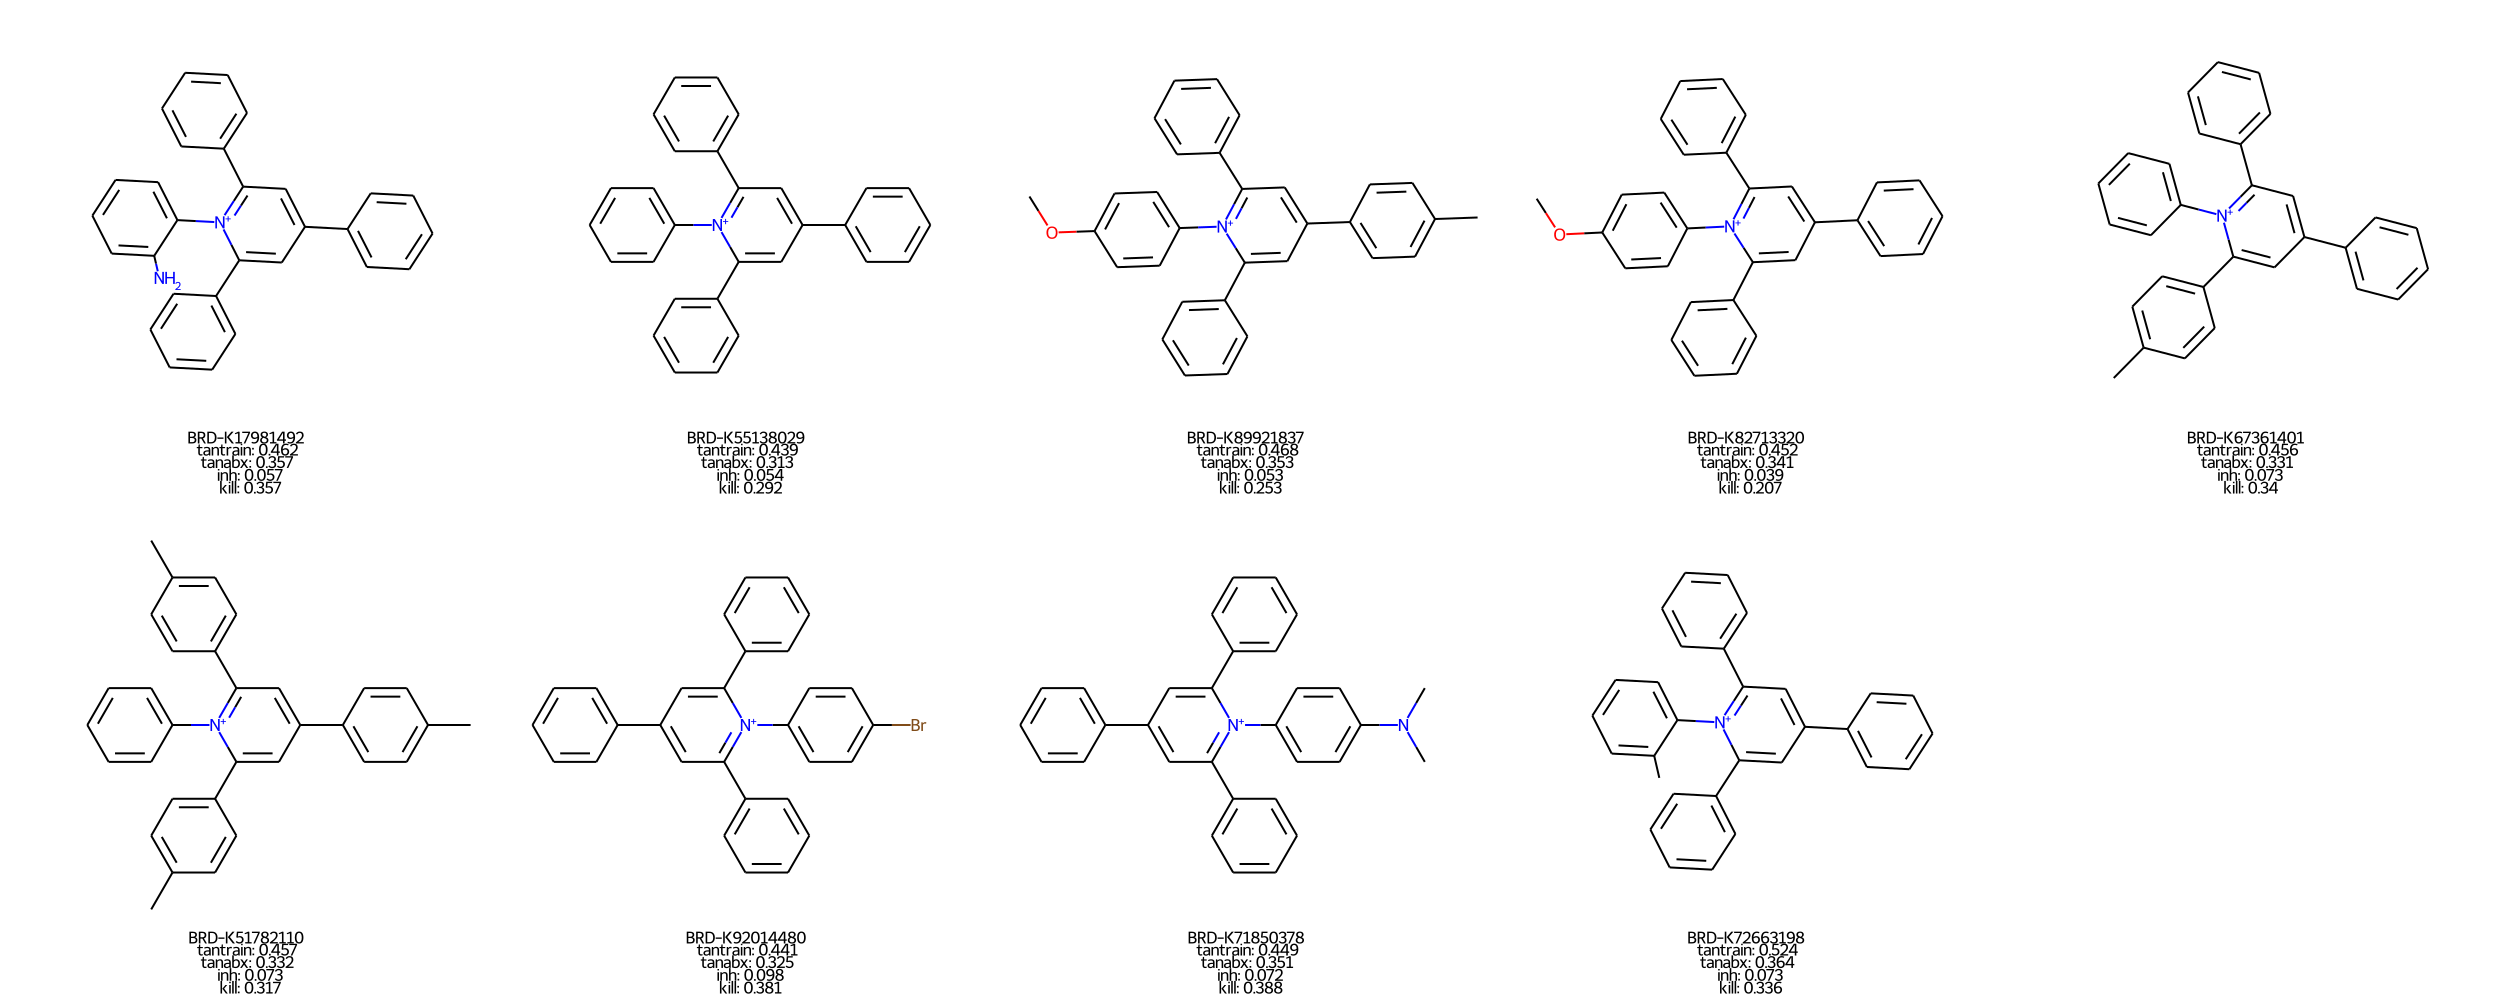 N+
NH2
BRD-K17981492
tantrain: 0.462
tanabx: 0.357
inh: 0.057
kill: 0.357
N+
BRD-K55138029
tantrain: 0.439
tanabx: 0.313
inh: 0.054
kill: 0.292
O
N+
BRD-K89921837
tantrain: 0.468
tanabx: 0.353
inh: 0.053
kill: 0.253
O
N+
BRD-K82713320
tantrain: 0.452
tanabx: 0.341
inh: 0.039
kill: 0.207
N+
BRD-K67361401
tantrain: 0.456
tanabx: 0.331
inh: 0.073
kill: 0.34
N+
BRD-K51782110
tantrain: 0.457
tanabx: 0.332
inh: 0.073
kill: 0.317
N+
Br
BRD-K92014480
tantrain: 0.441
tanabx: 0.325
inh: 0.098
kill: 0.381
N+
N
BRD-K71850378
tantrain: 0.449
tanabx: 0.351
inh: 0.072
kill: 0.388
N+
BRD-K72663198
tantrain: 0.524
tanabx: 0.364
inh: 0.073
kill: 0.336